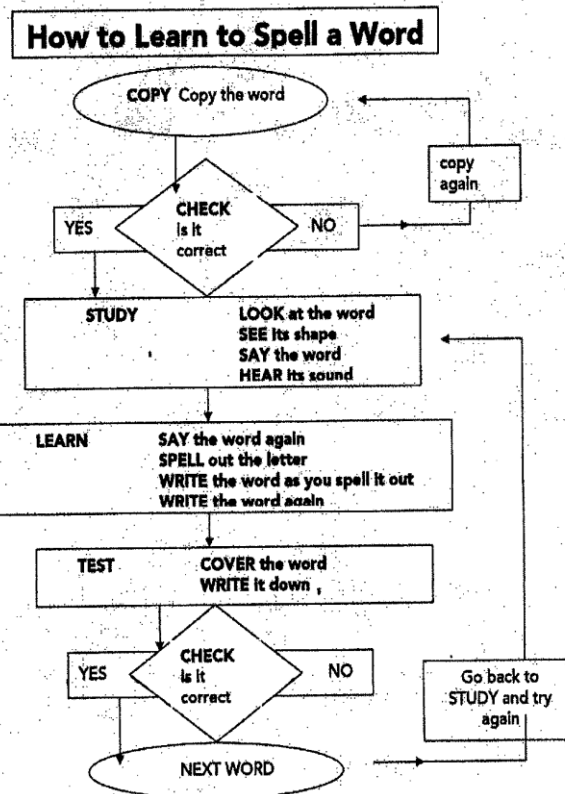 How to Learn to Spell a Word
COPY Copy the word
copy
again
CHECK
is it
correct
YES
NO
STUDY
LOOK at the word
SEE its shape
SAY the word
HEAR its sound
LEARN
SAY the word again
SPELL out the letter
WRITE the word as you spell it out
WRITE the word again
TEST
COVER the word
WRITE it down
CHECK
is it
correct
YES
NO
Go back to
STUDY and try
again
NEXT WORD